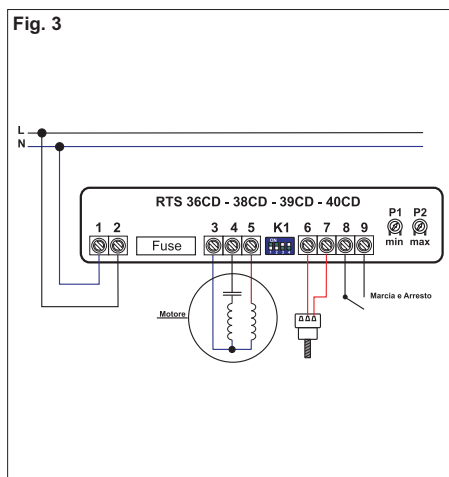 Fig. 3
L
N
RTS 36CD - 38CD - 39CD - 40CD
P1 P2
1 2 3 4 5 K1 6 7 8 9
min max
Fuse
ON
Marcia e Arresto
Motore